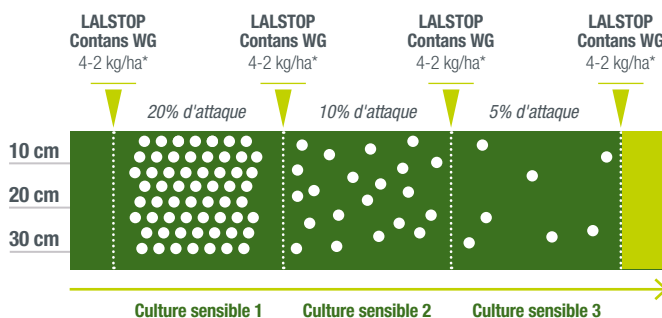 LALSTOP
Contans WG
4-2 kg/ha*
LALSTOP
Contans WG
4-2 kg/ha*
LALSTOP
Contans WG
4-2 kg/ha*
LALSTOP
Contans WG
4-2 kg/ha*
20% d'attaque
10% d'attaque
5% d'attaque
10 cm
20 cm
30 cm
Culture sensible 1
Culture sensible 2
Culture sensible 3